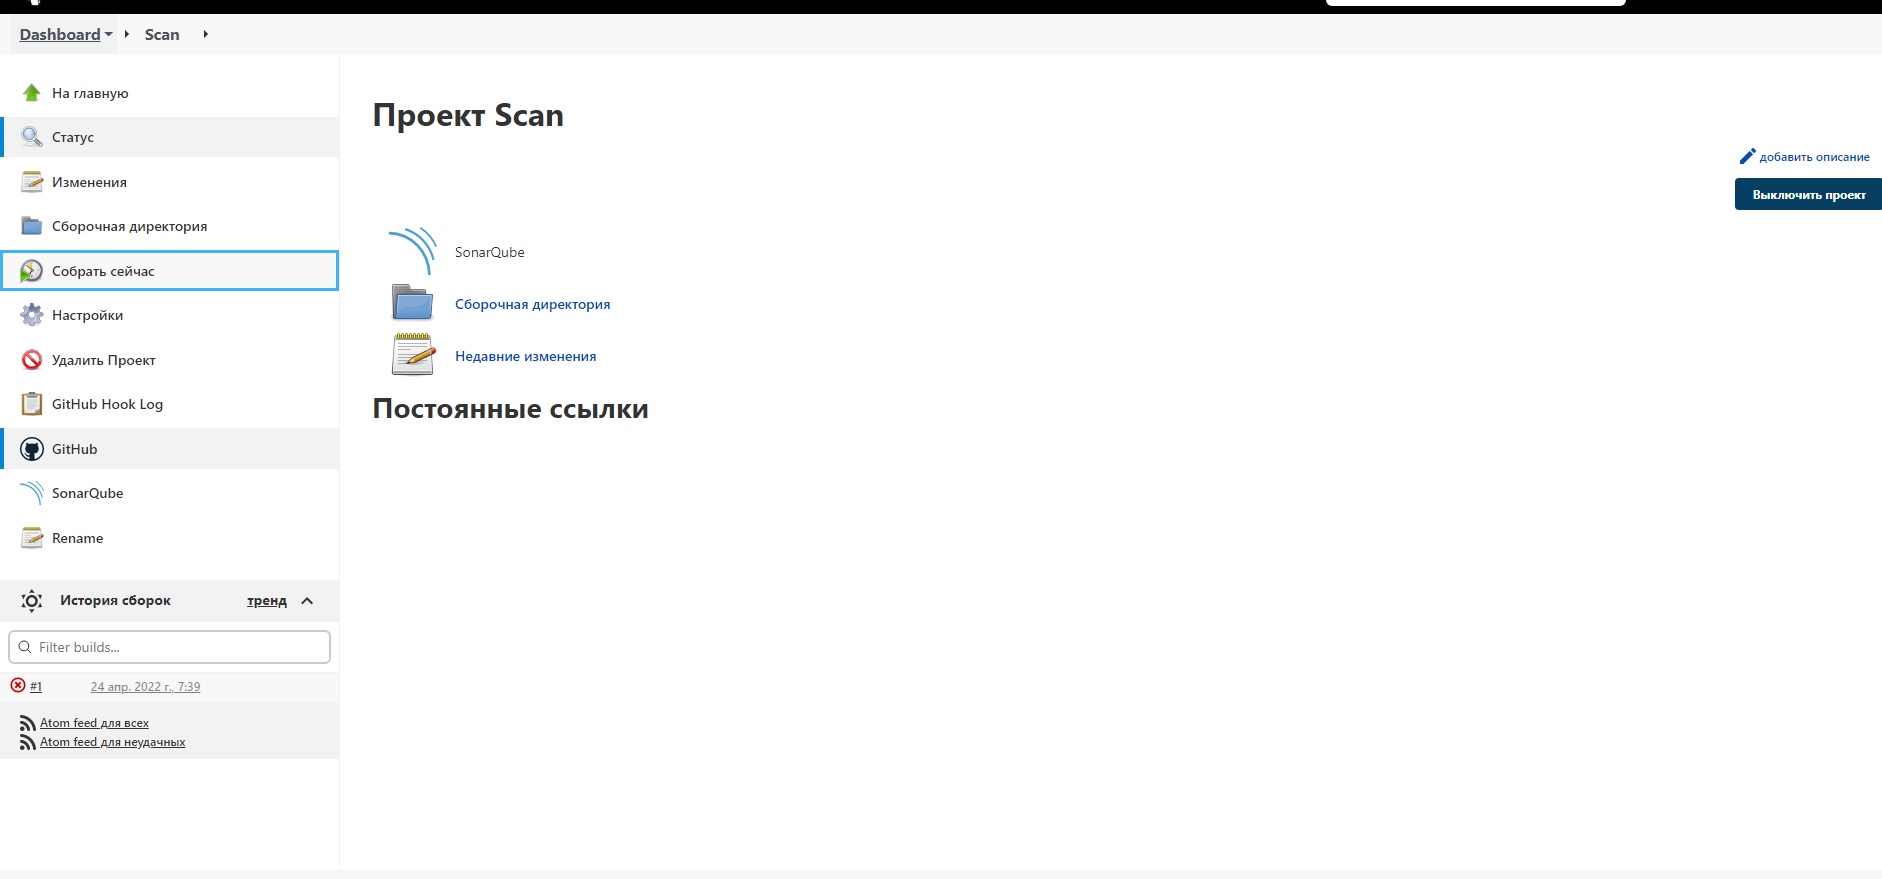 Dashboard
Scan
На главную
Статус
Изменения
Сборочная директория
Собрать сейчас
Настройки
Удалить Проект
GitHub Hook Log
GitHub
SonarQube
Rename
История сборок
тренд
Filter builds...
#1
24 апр. 2022 г., 7:39
Atom feed для всех
Atom feed для неудачных
Проект Scan
добавить описание
Выключить проект
SonarQube
Сборочная директория
Недавние изменения
Постоянные ссылки